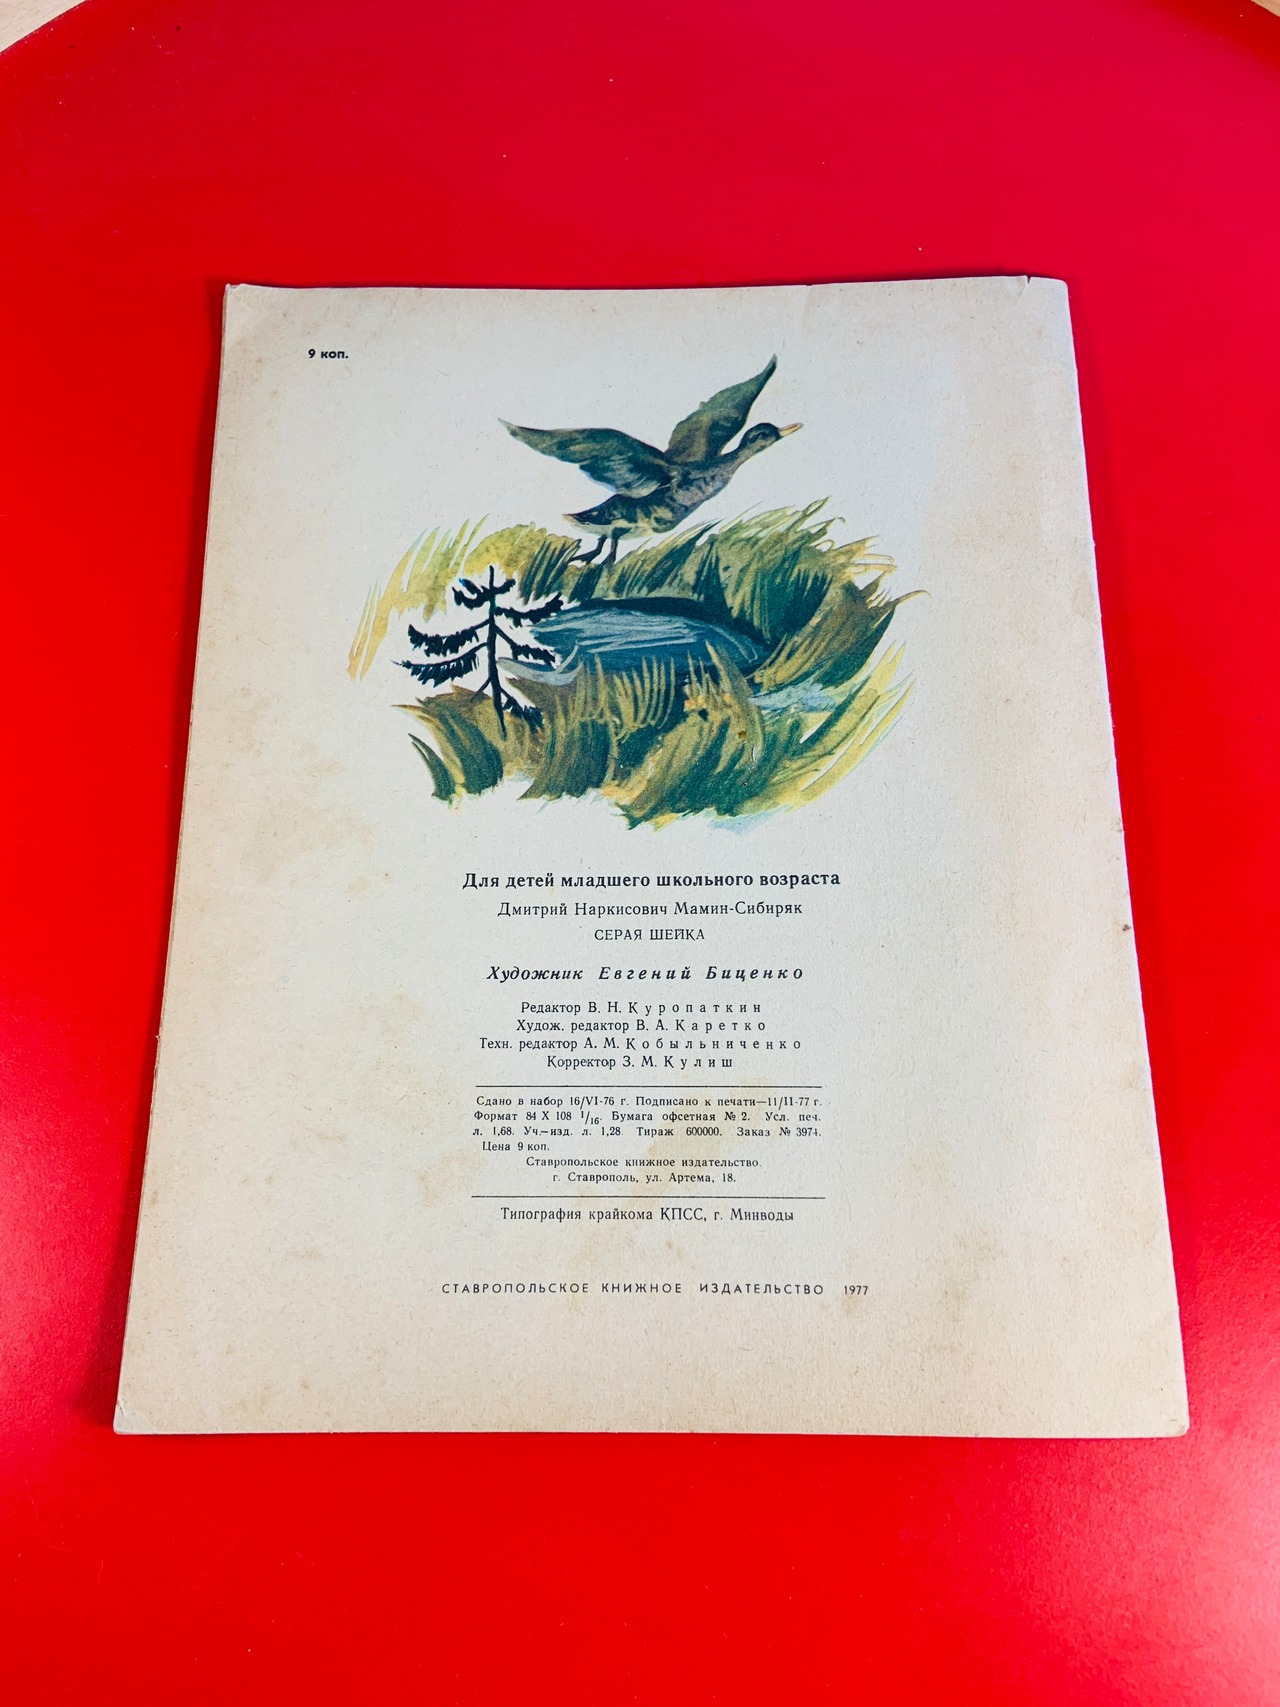 9 коп.
Для детей младшего школьного возраста
Дмитрий Наркисович Мамин-Сибиряк
СЕРАЯ ШЕЙКА
Художник Евгений Биценко
Редактор В. Н. Куропаткин
Худож. редактор В. А. Каретко
Техн. редактор А. М. Кобыльниченко
Корректор З. М. Кулиш
Сдано в набор 16/VI-76 г. Подписано к печати—11/II-77 г.
Формат 84 X 108 1/16. Бумага офсетная № 2. Усл. печ.
л. 1,68. Уч.-изд. л. 1,28. Тираж 600000. Заказ № 3974.
Цена 9 коп.
Ставропольское книжное издательство.
г. Ставрополь, ул. Артема, 18.
Типография крайкома КПСС, г. Минводы
СТАВРОПОЛЬСКОЕ КНИЖНОЕ ИЗДАТЕЛЬСТВО 1977